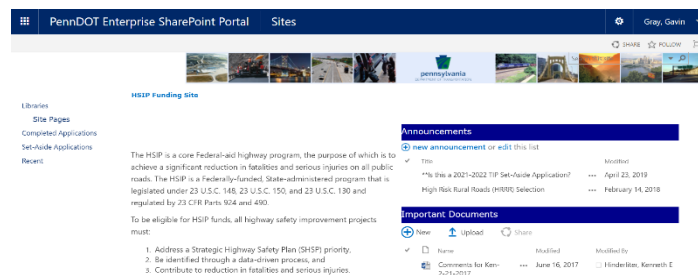 PennDOT Enterprise SharePoint Portal Sites Gray, Gavin
SHARE FOLLOW
pennsylvania
HSIP Funding Site
Libraries
Site Pages
Completed Applications
Set-Aside Applications
Recent
The HSIP is a core Federal-aid highway program, the purpose of which is to
achieve a significant reduction in fatalities and serious injuries on all public
roads. The HSIP is a Federally-funded, State-administered program that is
legislated under 23 U.S.C. 148, 23 U.S.C. 150, and 23 U.S.C. 130 and
regulated by 23 CFR Parts 924 and 490.
To be eligible for HSIP funds, all highway safety improvement projects
must:
1. Address a Strategic Highway Safety Plan (SHSP) priority,
2. Be identified through a data-driven process, and
3. Contribute to reduction in fatalities and serious injuries.
Announcements
new announcement or edit this list
Title Modified
**Is this a 2021-2022 TIP Set-Aside Application? ••• April 23, 2019
High Risk Rural Roads (HRRR) Selection ••• February 14, 2018
Important Documents
New Upload Share
Name Modified Modified By
Comments for Ken- ••• June 16, 2017 Hinderliter, Kenneth E
2-21-2017